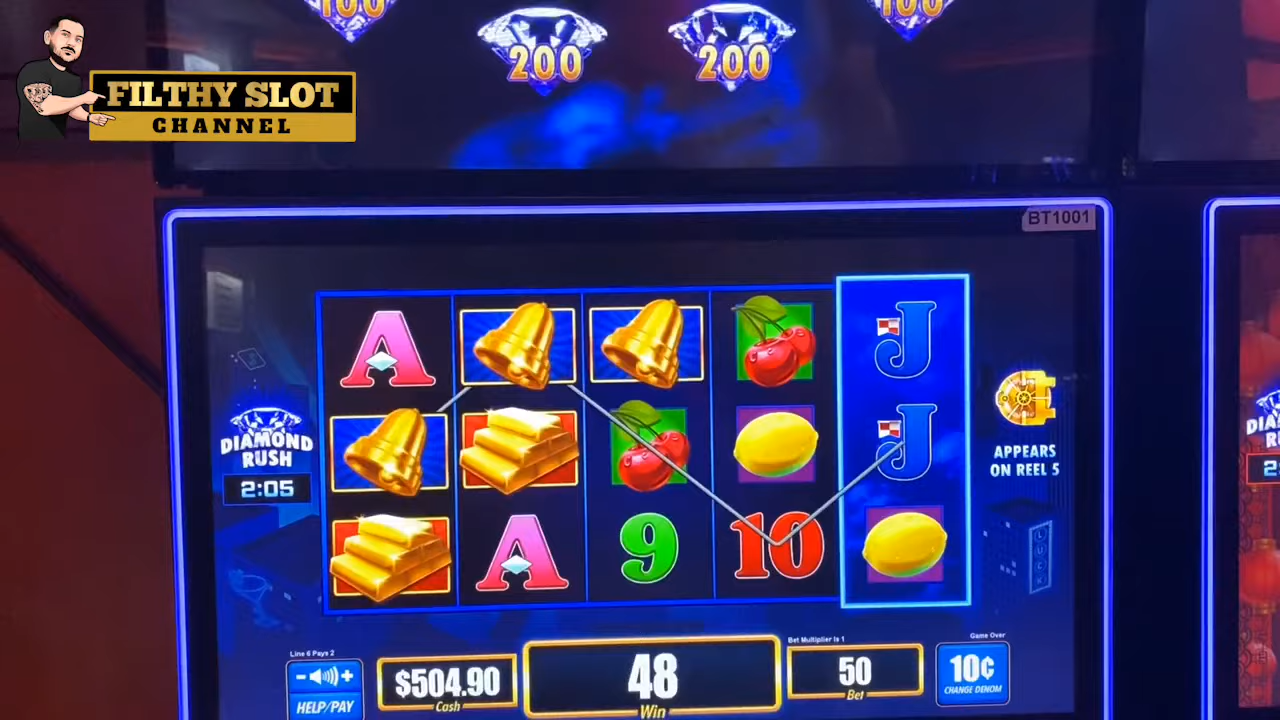 100
200
200
100
FILTHY SLOT
CHANNEL
BT1001
A
J
DIAMOND
RUSH
2:05
J
APPEARS
ON REEL 5
A
9
10
LUCK
Line 6 Pays 2
- +
HELP/PAY
$504.90
Cash
48
Win
Bet Multiplier Is 1
50
Bet
Game Over
10¢
CHANGE DENOM